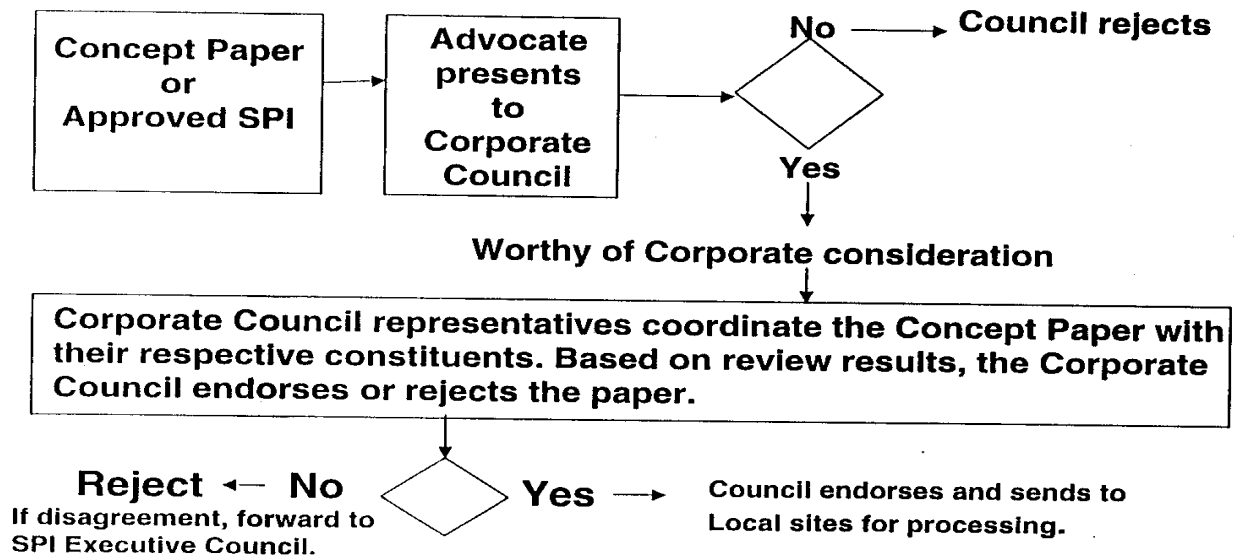 Concept Paper
or
Approved SPI
Advocate
presents
to
Corporate
Council
No
Council rejects
Yes
Worthy of Corporate consideration
Corporate Council representatives coordinate the Concept Paper with
their respective constituents. Based on review results, the Corporate
Council endorses or rejects the paper.
Reject
No
If disagreement, forward to
SPI Executive Council.
Yes
Council endorses and sends to
Local sites for processing.